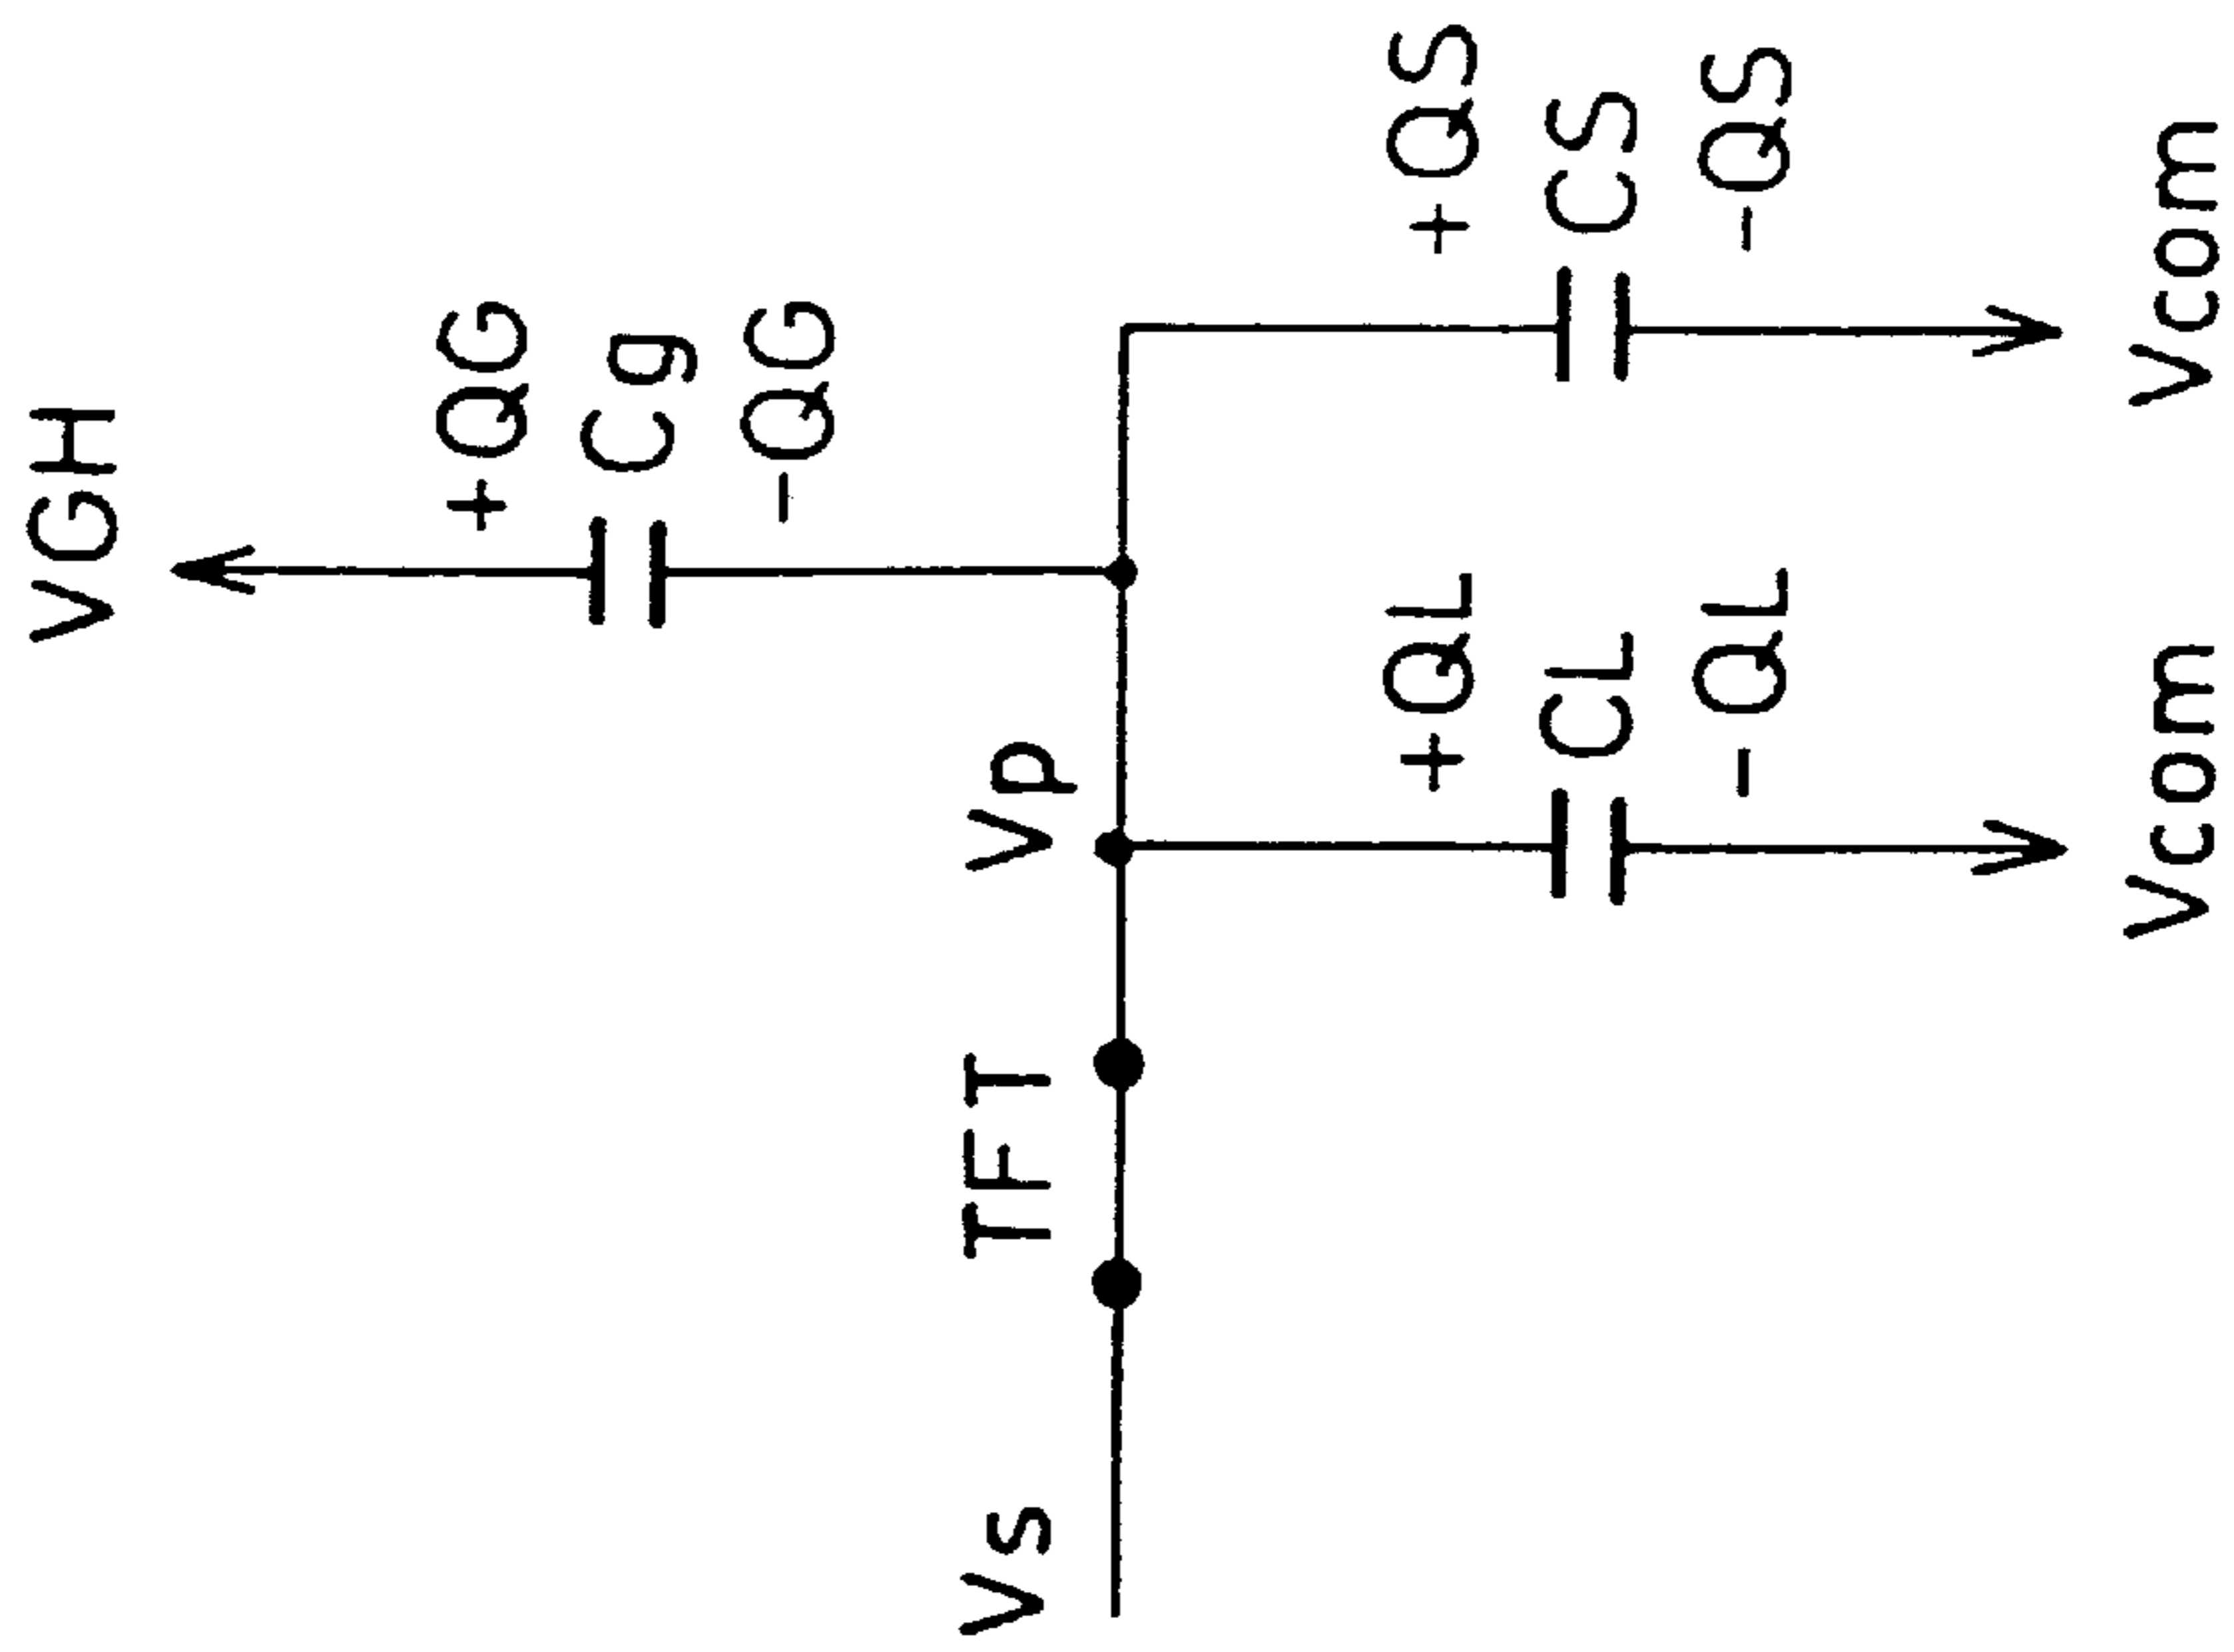 VGH
+QG
Cg
-QG
Vs TFT Vp
+QL +QS
CL CS
-QL -QS
Vcom Vcom